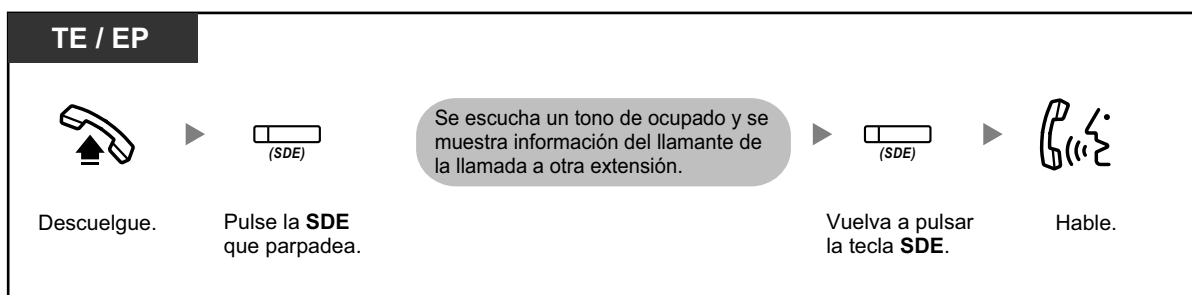 TE / EP
(SDE)
Se escucha un tono de ocupado y se
muestra información del llamante de
la llamada a otra extensión.
(SDE)
Descuelgue.
Pulse la SDE
que parpadea.
Vuelva a pulsar
la tecla SDE.
Hable.